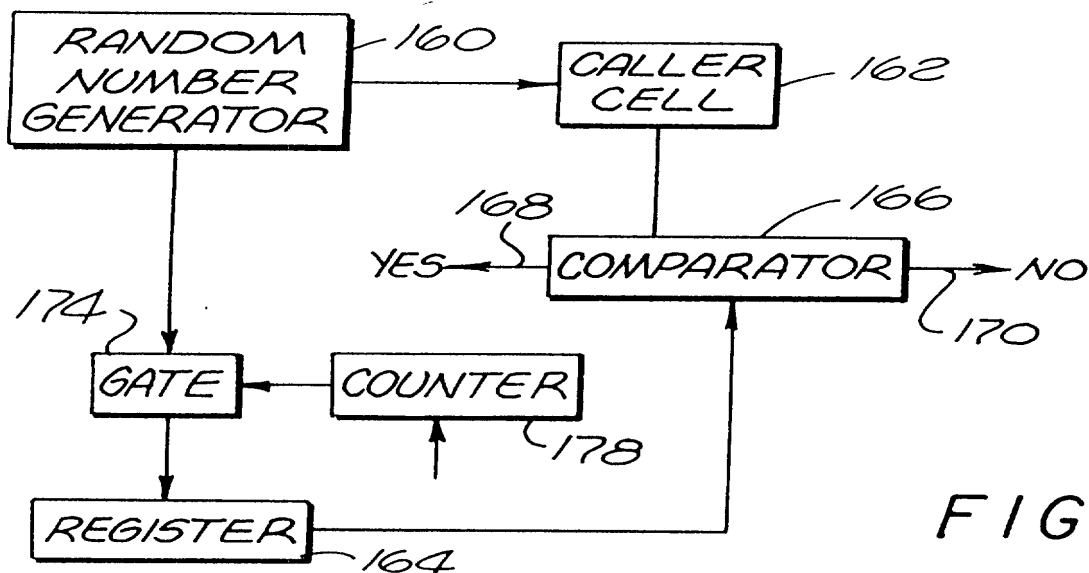 RANDOM
NUMBER
GENERATOR
160
CALLER
CELL
162
168
166
YES
COMPARATOR
NO
170
174
GATE
COUNTER
178
REGISTER
164
FIG